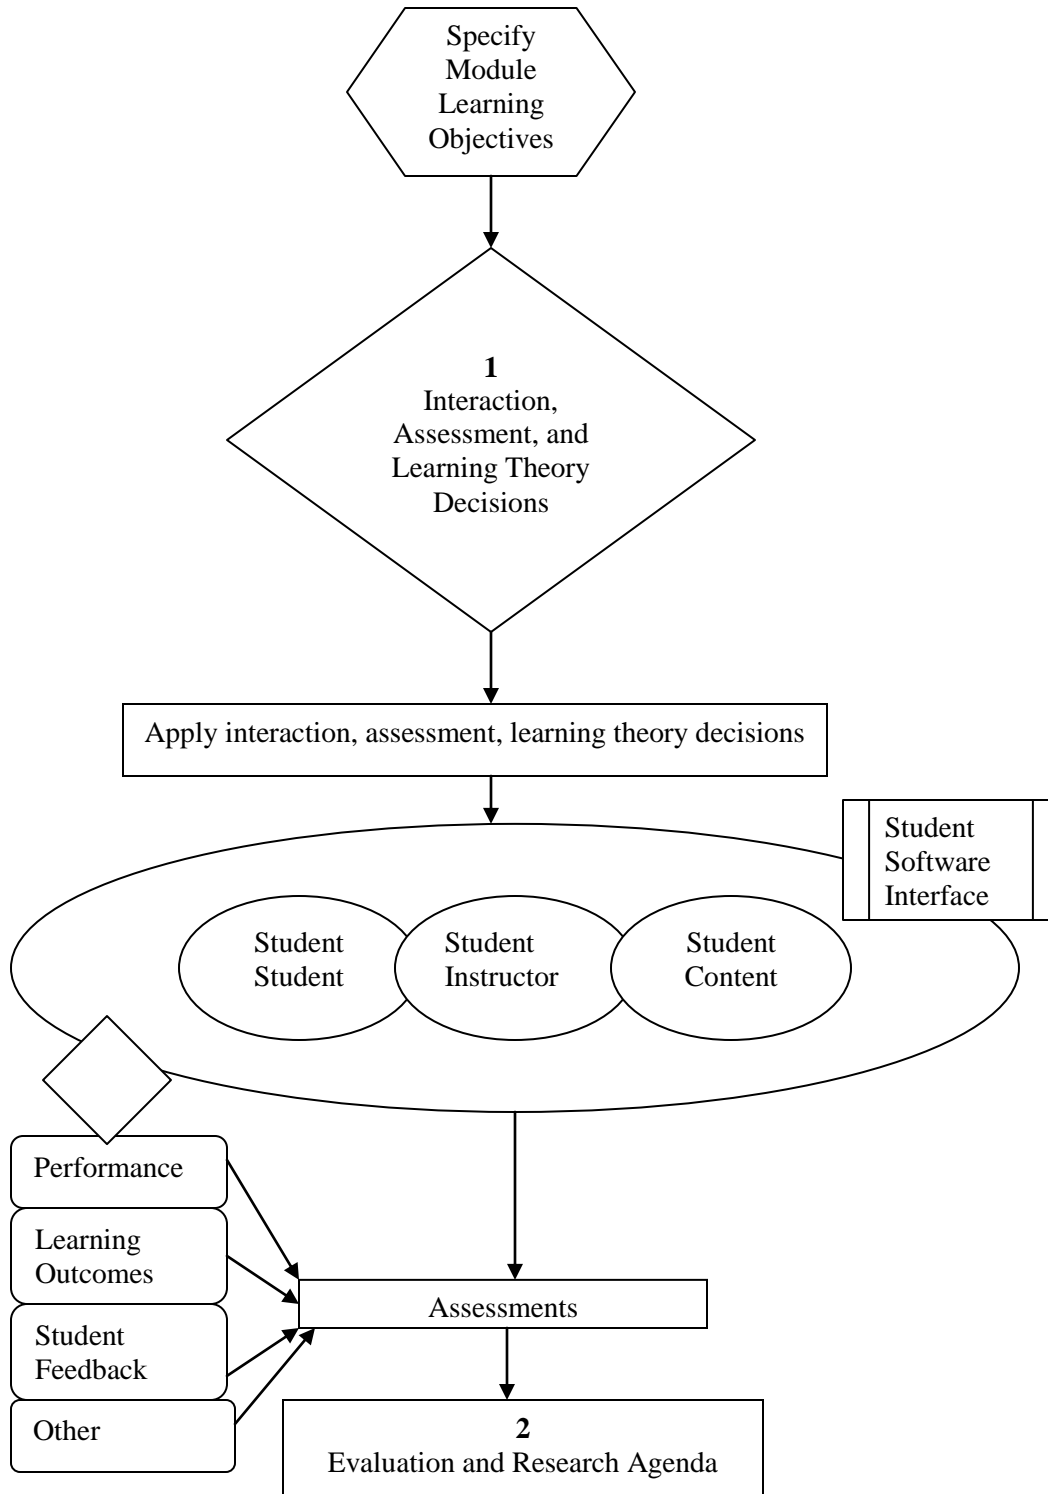 Specify
Module
Learning
Objectives
1
Interaction,
Assessment, and
Learning Theory
Decisions
Apply interaction, assessment, learning theory decisions
Student
Software
Interface
Student
Student
Student
Instructor
Student
Content
Performance
Learning
Outcomes
Student
Feedback
Other
Assessments
2
Evaluation and Research Agenda